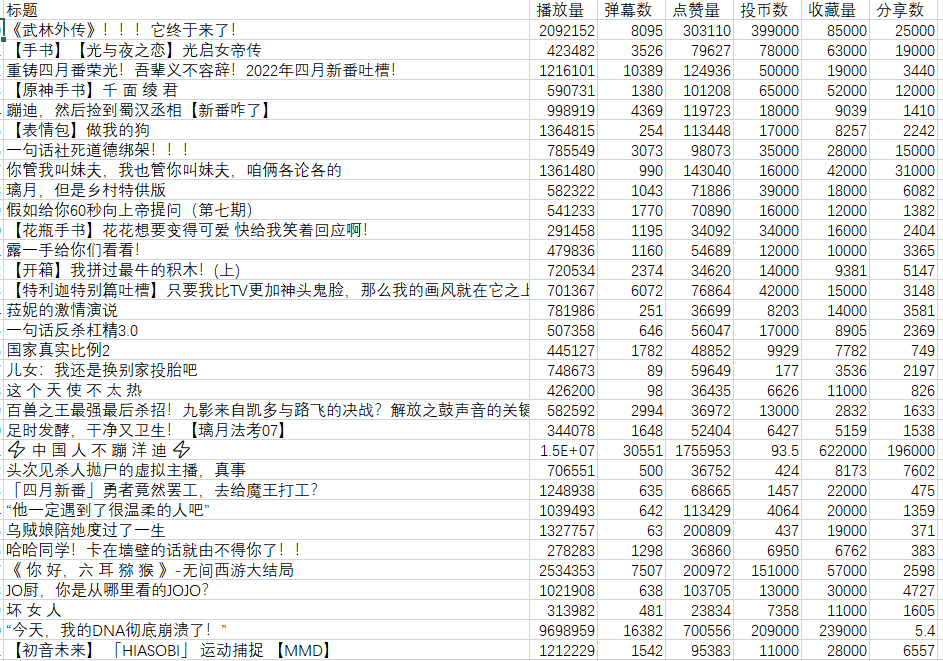 标题 播放量 弹幕数 点赞量 投币数 收藏量 分享数
《武林外传》！！！它终于来了！ 2092152 8095 303110 399000 85000 25000
【手书】【光与夜之恋】光启女帝传 423482 3526 79627 78000 63000 19000
重铸四月番荣光！吾辈义不容辞！2022年四月新番吐槽！ 1216101 10389 124936 50000 19000 3440
【原神手书】千 面 绫 君 590731 1380 101208 65000 52000 12000
蹦迪，然后捡到蜀汉丞相【新番咋了】 998919 4369 119723 18000 9039 1410
【表情包】做我的狗 1364815 254 113448 17000 8257 2242
一句话社死道德绑架！！！ 785549 3073 98073 35000 28000 15000
你管我叫妹夫，我也管你叫妹夫，咱俩各论各的 1361480 990 143040 16000 42000 31000
璃月，但是乡村特供版 582322 1043 71886 39000 18000 6082
假如给你60秒向上帝提问（第七期） 541233 1770 70890 16000 12000 1382
【花瓶手书】花花想要变得可爱 快给我笑着回应啊！ 291458 1195 34092 34000 16000 2404
露一手给你们看看！ 479836 1160 54689 12000 10000 3365
【开箱】我拼过最牛的积木！(上) 720534 2374 34620 14000 9381 5147
【特利迦特别篇吐槽】只要我比TV更加神头鬼脸，那么我的画风就在它之上 701367 6072 76864 42000 15000 3148
菈妮的激情演说 781986 251 36699 8203 14000 3581
一句话反杀杠精3.0 507358 646 56047 17000 8905 2369
国家真实比例2 445127 1782 48852 9929 7782 749
儿女：我还是换别家投胎吧 748673 89 59649 177 3536 2197
这 个 天 使 不 太 热 426200 98 36435 6626 11000 826
百兽之王最强最后杀招！九影来自凯多与路飞的决战？解放之鼓声音的关键 582592 2994 36972 13000 2832 1633
足时发酵，干净又卫生！【璃月法考07】 344078 1648 52404 6427 5159 1538
⚡ 中 国 人 不 蹦 洋 迪 ⚡ 1.5E+07 30551 1755953 93.5 622000 196000
头次见杀人抛尸的虚拟主播，真事 706551 500 36752 424 8173 7602
「四月新番」勇者竟然罢工，去给魔王打工？ 1248938 635 68665 1457 22000 475
“他一定遇到了很温柔的人吧” 1039493 642 113429 4064 20000 1359
乌贼娘陪她度过了一生 1327757 63 200809 437 19000 371
哈哈同学！卡在墙壁的话就由不得你了！！ 278283 1298 36860 6950 6762 383
《 你 好，六 耳 猕 猴 》-无间西游大结局 2534353 7507 200972 151000 57000 2598
JO厨，你是从哪里看的JOJO？ 1021908 638 103705 13000 30000 4727
坏 女 人 313982 481 23834 7358 11000 1605
“今天，我的DNA彻底崩溃了！” 9698959 16382 700556 209000 239000 5.4
【初音未来】「HIASOBI」 运动捕捉 【MMD】 1212229 1542 95383 11000 28000 6557